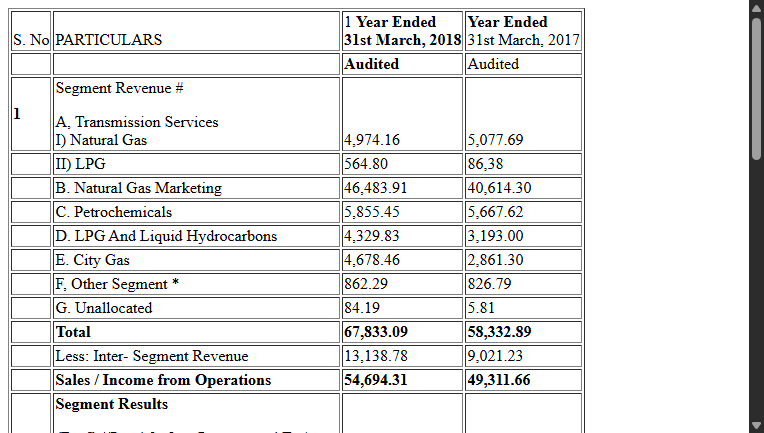 S. No PARTICULARS 1 Year Ended 31st March, 2018 Year Ended 31st March, 2017
Audited Audited
1 Segment Revenue #
A, Transmission Services
I) Natural Gas 4,974.16 5,077.69
II) LPG 564.80 86,38
B. Natural Gas Marketing 46,483.91 40,614.30
C. Petrochemicals 5,855.45 5,667.62
D. LPG And Liquid Hydrocarbons 4,329.83 3,193.00
E. City Gas 4,678.46 2,861.30
F, Other Segment * 862.29 826.79
G. Unallocated 84.19 5.81
Total 67,833.09 58,332.89
Less: Inter- Segment Revenue 13,138.78 9,021.23
Sales / Income from Operations 54,694.31 49,311.66
Segment Results